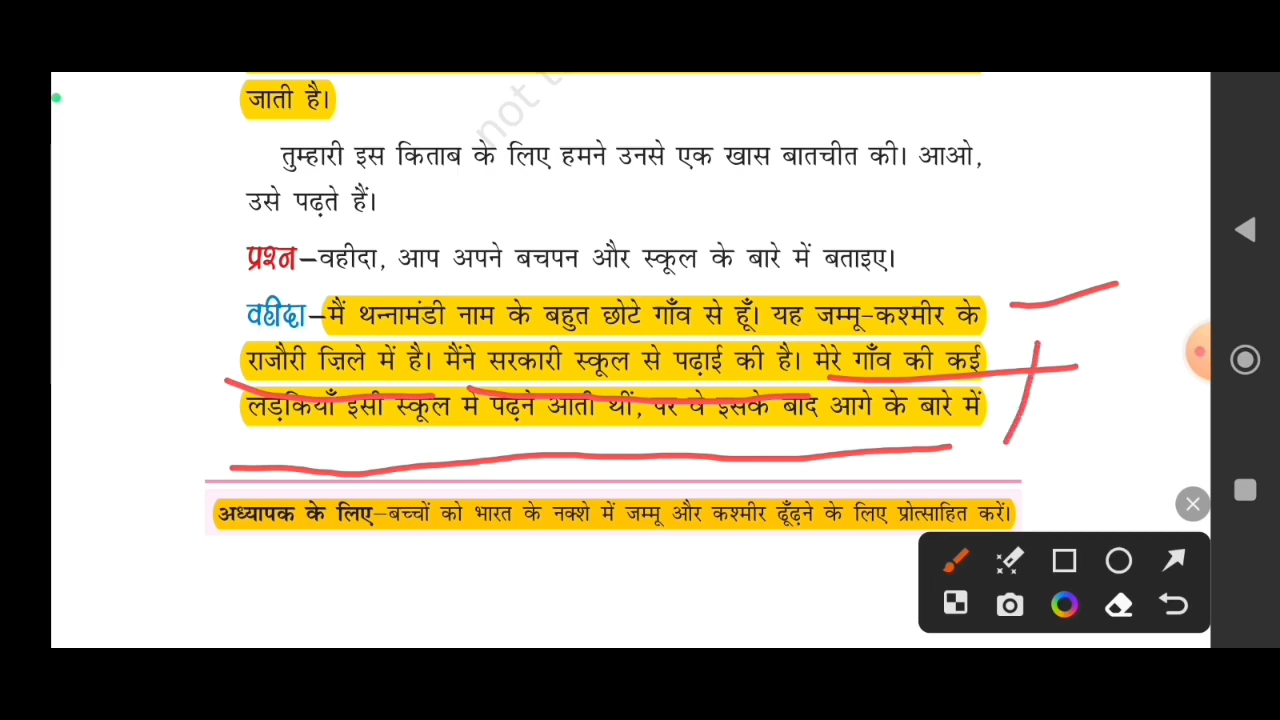 जाती है।
not t
तुम्हारी इस किताब के लिए हमने उनसे एक खास बातचीत की। आओ,
उसे पढ़ते हैं।
प्रश्न–वहीदा, आप अपने बचपन और स्कूल के बारे में बताइए।
वहीदा–मैं थन्नामंडी नाम के बहुत छोटे गाँव से हूँ। यह जम्मू-कश्मीर के
राजौरी ज़िले में है। मैंने सरकारी स्कूल से पढ़ाई की है। मेरे गाँव की कई
लड़कियाँ इसी स्कूल में पढ़ने आती थीं, पर वे इसके बाद आगे के बारे में
अध्यापक के लिए–बच्चों को भारत के नक्शे में जम्मू और कश्मीर ढूँढ़ने के लिए प्रोत्साहित करें।